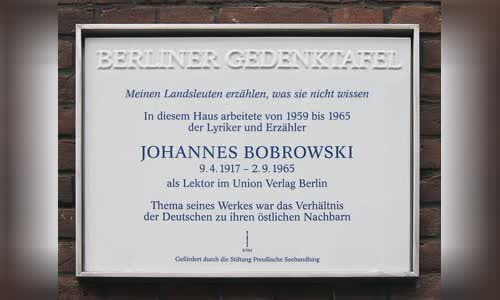 BERLINER GEDENKTAFEL
Meinen Landsleuten erzählen, was sie nicht wissen
In diesem Haus arbeitete von 1959 bis 1965
der Lyriker und Erzähler
JOHANNES BOBROWSKI
9. 4. 1917 – 2. 9. 1965
als Lektor im Union Verlag Berlin
Thema seines Werkes war das Verhältnis
der Deutschen zu ihren östlichen Nachbarn
KPM
Gefördert durch die Stiftung Preußische Seehandlung